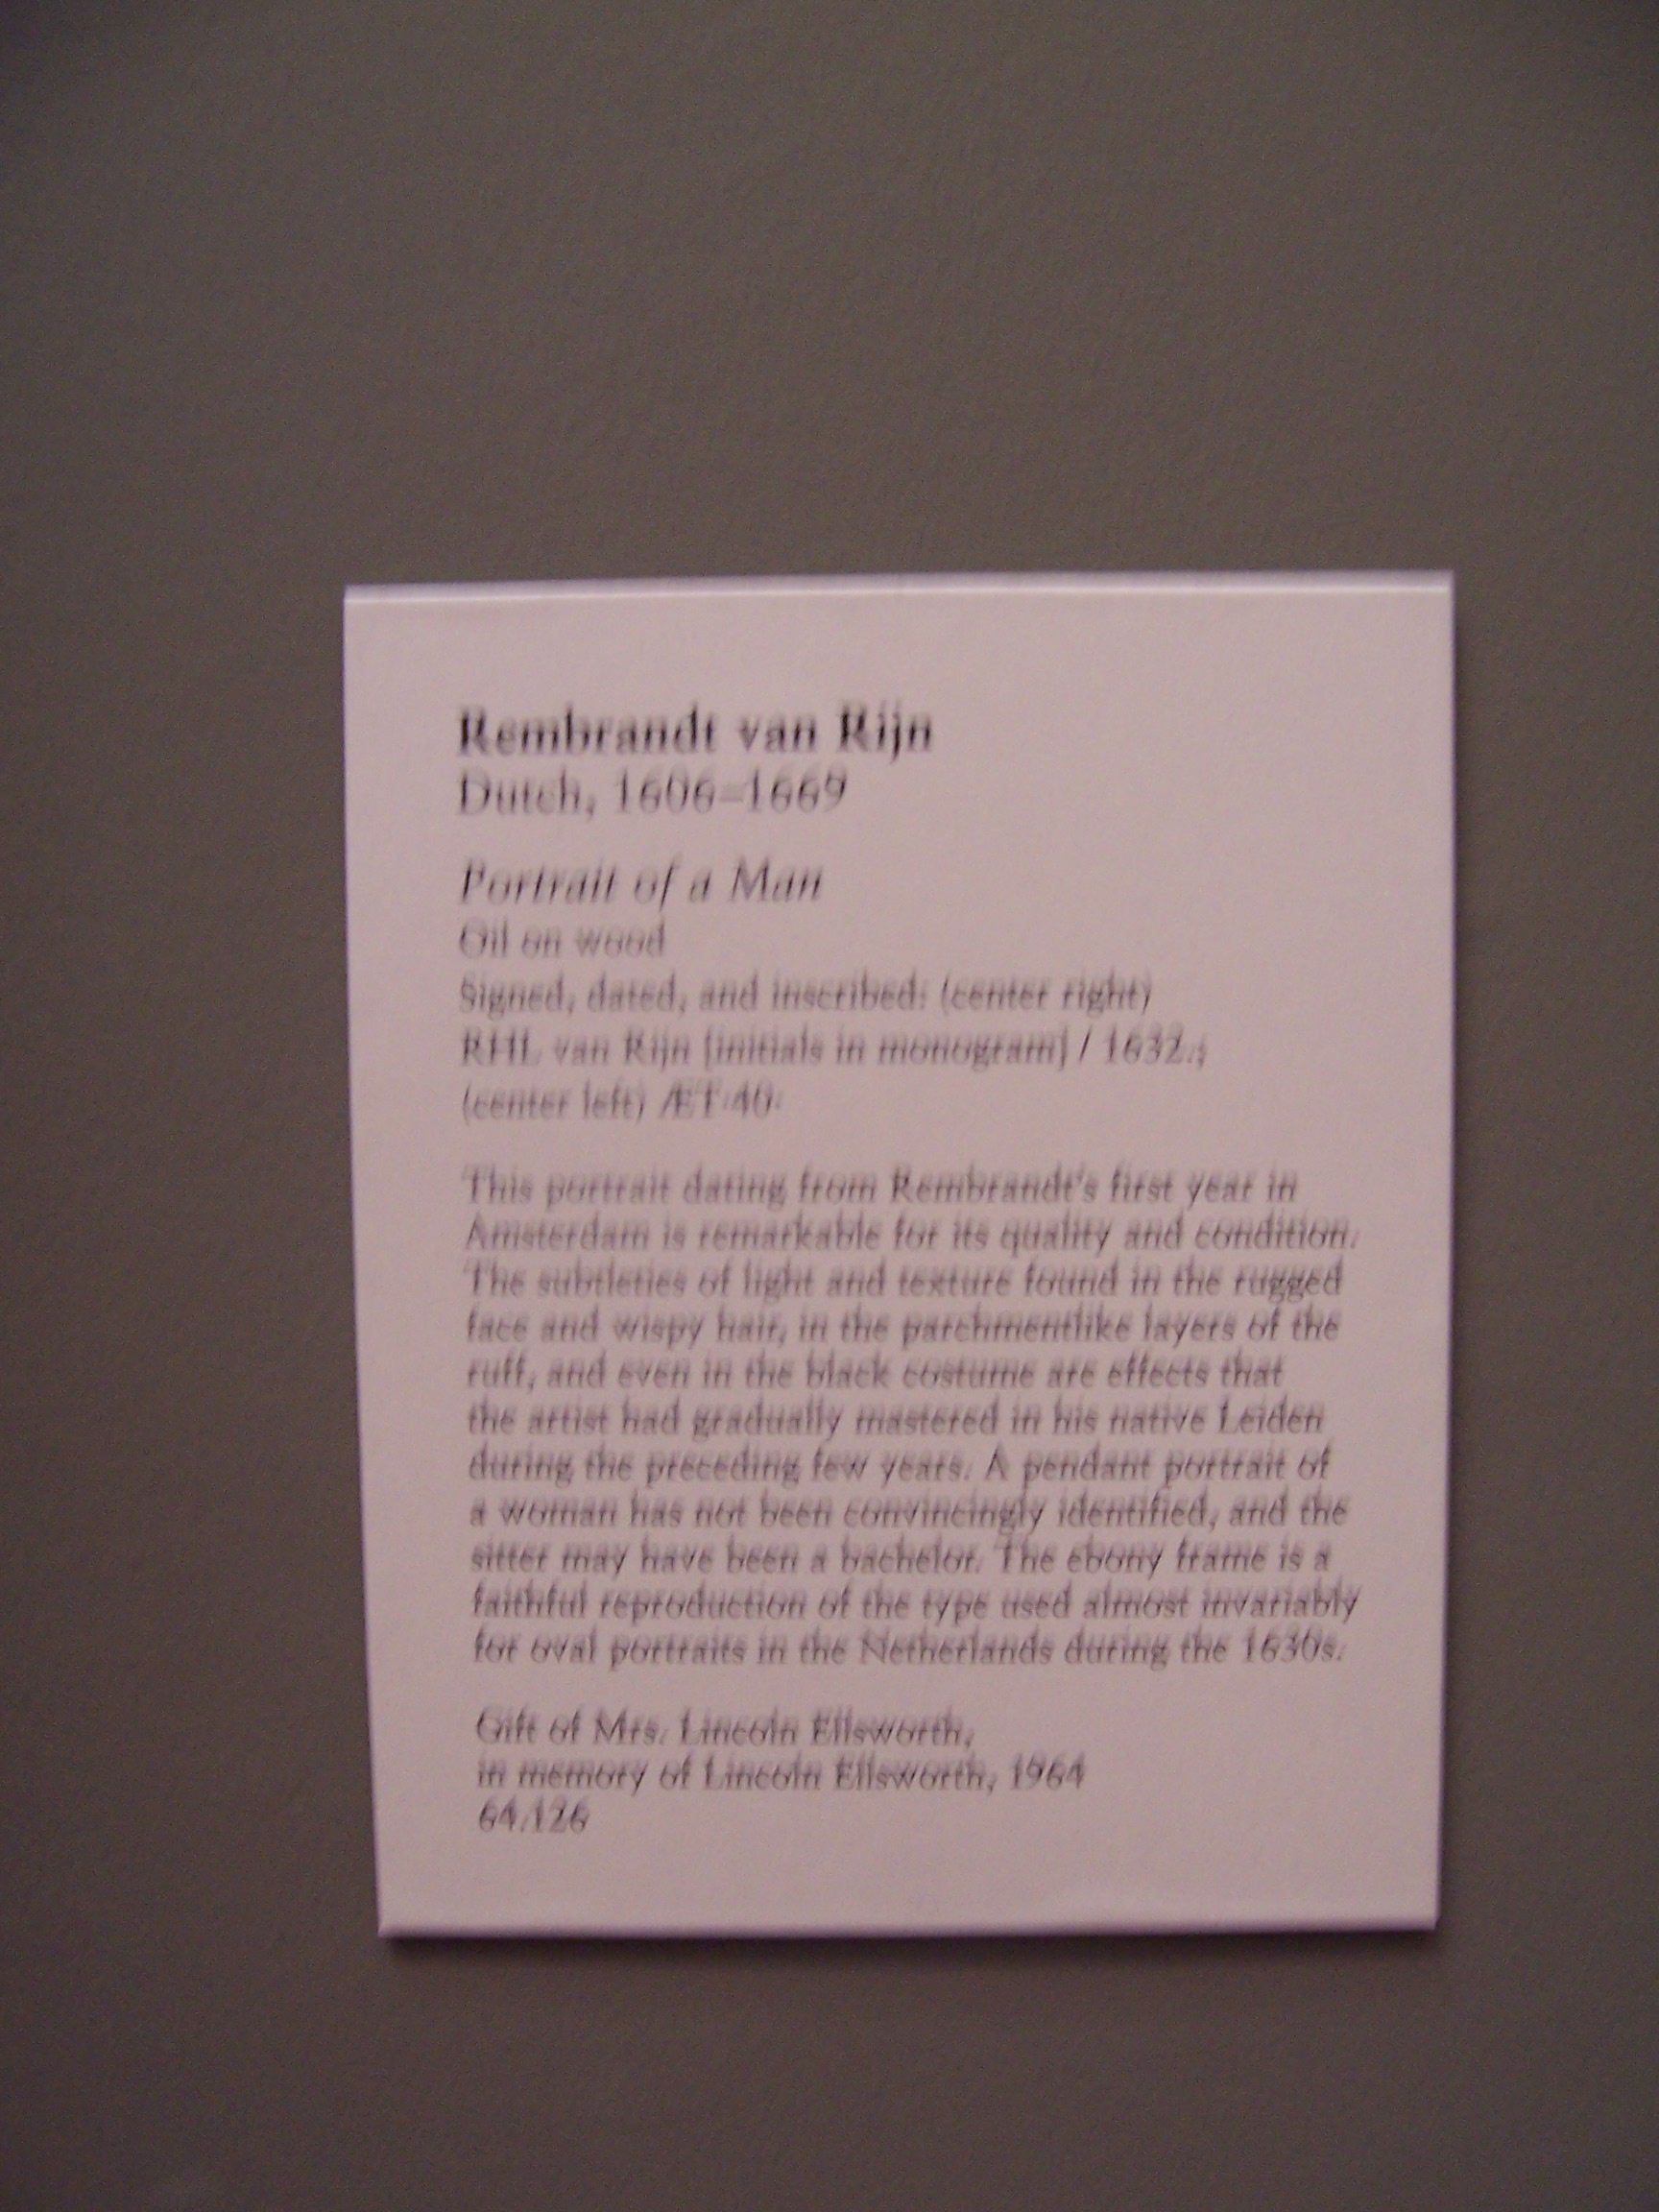 Rembrandt van Rijn
Dutch, 1606–1669
Portrait of a Man
Oil on wood
Signed, dated, and inscribed: (center right)
RHL van Rijn [initials in monogram] / 1632.;
(center left) ÆT·40·
This portrait dating from Rembrandt's first year in
Amsterdam is remarkable for its quality and condition.
The subtleties of light and texture found in the rugged
face and wispy hair, in the parchmentlike layers of the
ruff, and even in the black costume are effects that
the artist had gradually mastered in his native Leiden
during the preceding few years. A pendant portrait of
a woman has not been convincingly identified, and the
sitter may have been a bachelor. The ebony frame is a
faithful reproduction of the type used almost invariably
for oval portraits in the Netherlands during the 1630s.
Gift of Mrs. Lincoln Ellsworth,
in memory of Lincoln Ellsworth, 1964
64.126